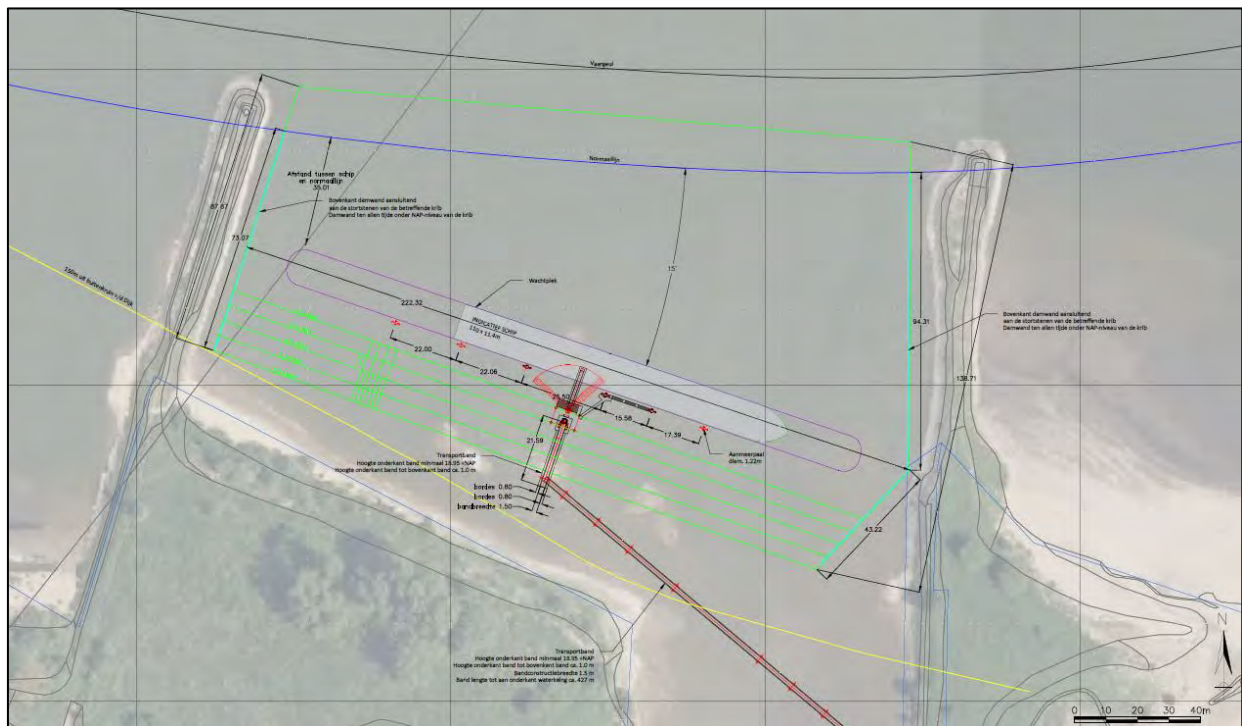 Vaargeul
Normaallijn
Afstand tussen schip
en normaallijn
35.01
Bovenkant damwand aansluitend
aan de stortstenen van de betreffende krib
Damwand ten allen tijde onder NAP-niveau van de krib
87.87
73.07
15°
Wachtplek
222.32
INDICATIEF SCHIP
110 x 11.4m
94.31
Bovenkant damwand aansluitend
aan de stortstenen van de betreffende krib
Damwand ten allen tijde onder NAP-niveau van de krib
138.71
22.00
22.06
15.58
17.39
21.59
Aanmeerpaal
diam. 1.22m
Transportband
Hoogte onderkant band minimaal 18.95 +NAP
Hoogte onderkant band tot bovenkant band ca. 1.0 m
bordes 0.80
bordes 0.80
bandbreedte 1.50
43.22
Transportband
Hoogte onderkant band minimaal 18.95 +NAP
Hoogte onderkant band tot bovenkant band ca. 1.0 m
Bandconstructiebreedte 1.5 m
Band lengte tot aan onderkant waterkering ca. 427 m
N
0 10 20 30 40m